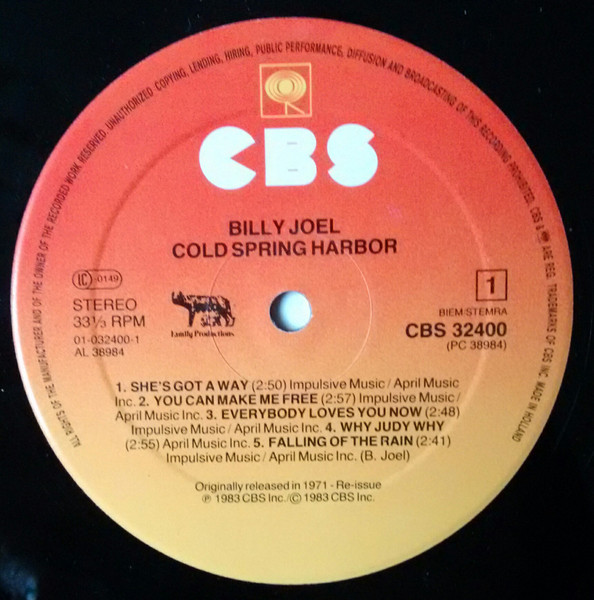 ALL RIGHTS OF THE MANUFACTURER AND OF THE OWNER OF THE RECORDED WORK RESERVED. UNAUTHORIZED COPYING, LENDING, HIRING, PUBLIC PERFORMANCE, DIFFUSION AND BROADCASTING OF THIS RECORDING PROHIBITED. CBS & ARE REG. TRADEMARKS OF CBS INC. MADE IN HOLLAND
CBS
BILLY JOEL
COLD SPRING HARBOR
LC 0149
STEREO
33⅓ RPM
01-032400-1
AL 38984
Family Productions
1
BIEM/STEMRA
CBS 32400
(PC 38984)
1. SHE'S GOT A WAY (2:50) Impulsive Music / April Music
Inc. 2. YOU CAN MAKE ME FREE (2:57) Impulsive Music /
April Music Inc. 3. EVERYBODY LOVES YOU NOW (2:48)
Impulsive Music / April Music Inc. 4. WHY JUDY WHY
(2:55) April Music Inc. 5. FALLING OF THE RAIN (2:41)
Impulsive Music / April Music Inc. (B. Joel)
Originally released in 1971 - Re-issue
℗ 1983 CBS Inc./© 1983 CBS Inc.